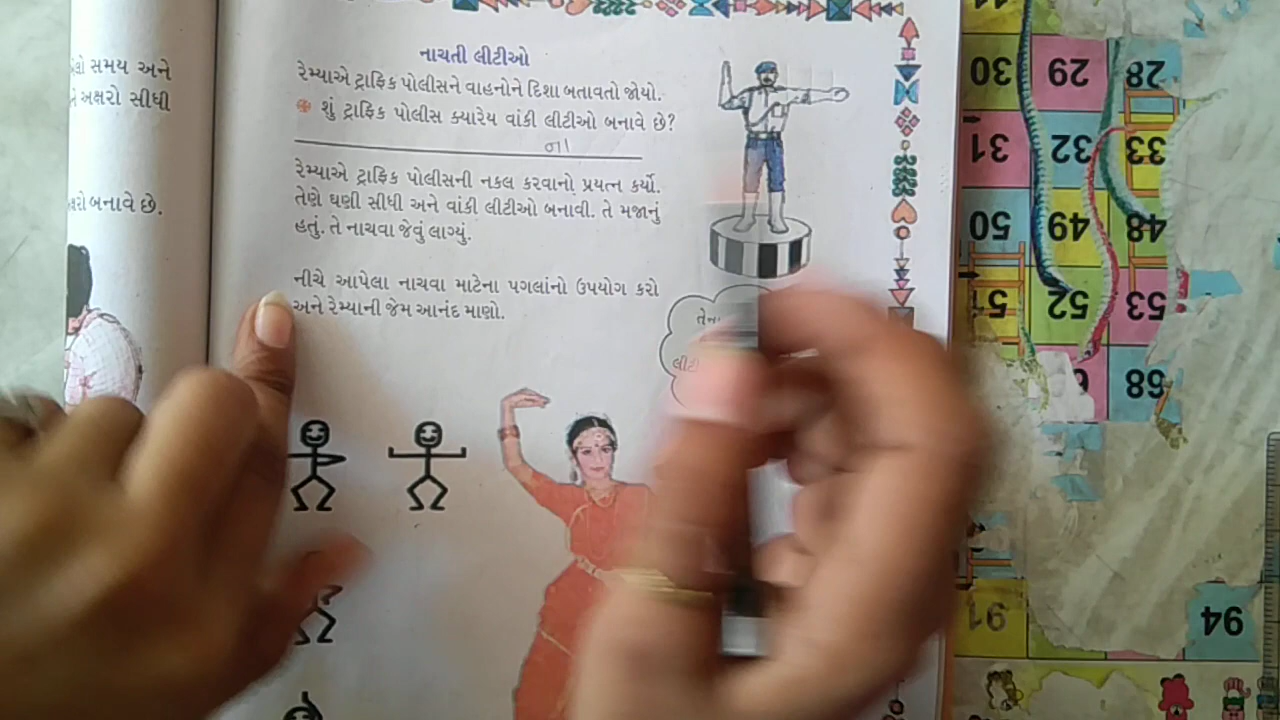 સમય અને
અક્ષરો સીધી
બનાવે છે.
નાચતી લીટીઓ
રેમ્યાએ ટ્રાફિક પોલીસને વાહનોને દિશા બતાવતો જોયો.
શું ટ્રાફિક પોલીસ ક્યારેય વાંકી લીટીઓ બનાવે છે?
ના
રેમ્યાએ ટ્રાફિક પોલીસની નકલ કરવાનો પ્રયત્ન કર્યો.
તેણે ઘણી સીધી અને વાંકી લીટીઓ બનાવી. તે મજાનું
હતું. તે નાચવા જેવું લાગ્યું.
નીચે આપેલા નાચવા માટેના પગલાંનો ઉપયોગ કરો
અને રેમ્યાની જેમ આનંદ માણો.
30 29 28
31 32 33
50 49 48
51 52 53
68
91 94